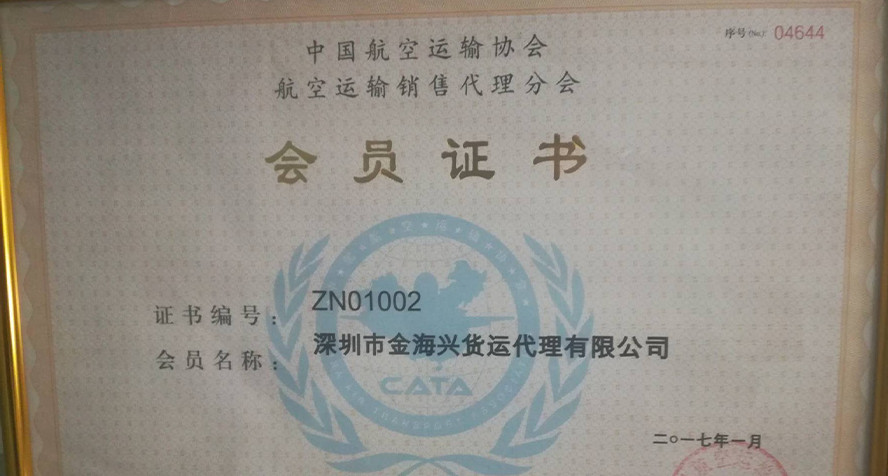 序号(No.): 04644
中国航空运输协会
航空运输销售代理分会
会员证书
证书编号: ZN01002
会员名称: 深圳市金海兴货运代理有限公司
CATA
二〇一七年一月